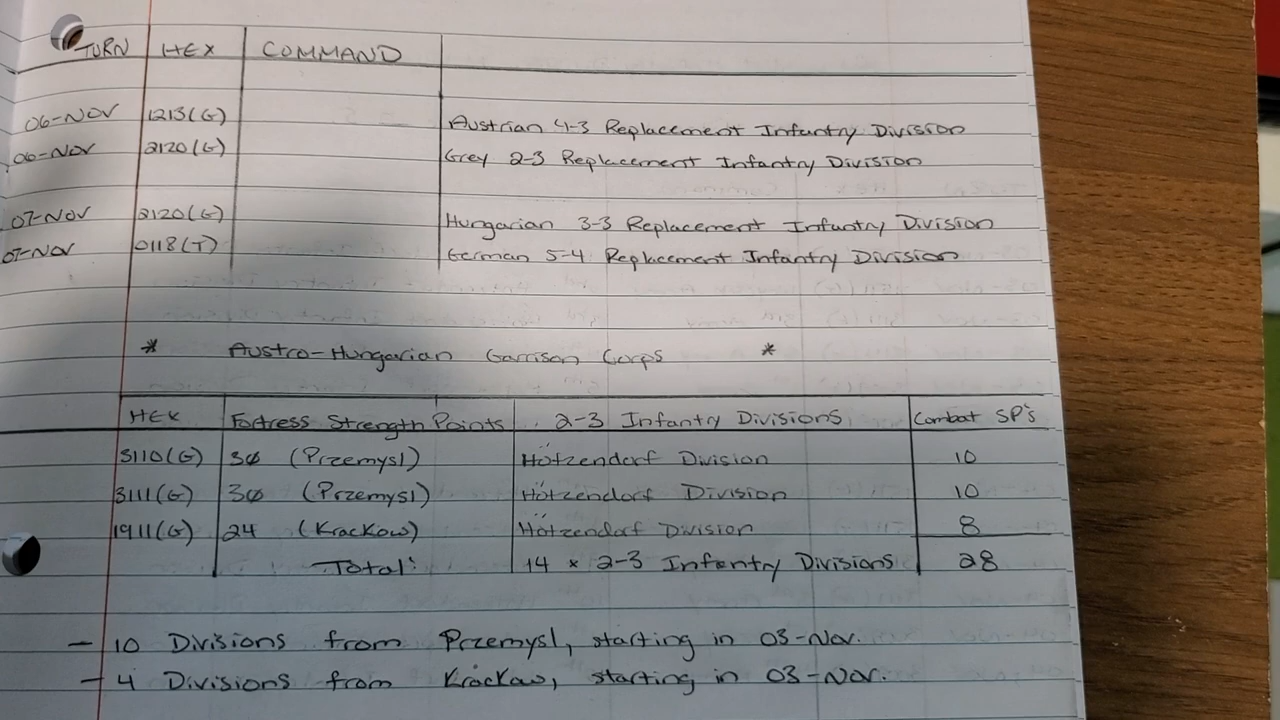 TURN HEX COMMAND
06-NOV 1213(G) Austrian 4-3 Replacement Infantry Division
06-NOV 2120(G) Grey 2-3 Replacement Infantry Division
07-NOV 2120(G) Hungarian 3-3 Replacement Infantry Division
07-NOV 0118(T) German 5-4 Replacement Infantry Division
* Austro-Hungarian Garrison Corps *
HEX Fortress Strength Points 2-3 Infantry Divisions Combat SP's
3110(G) 30 (Przemysl) Hötzendorf Division 10
3111(G) 30 (Przemysl) Hötzendorf Division 10
1911(G) 24 (Krackow) Hötzendorf Division 8
Total: 14 x 2-3 Infantry Divisions 28
- 10 Divisions from Przemysl, starting in 03-Nov.
- 4 Divisions from Krackow, starting in 03-Nov.